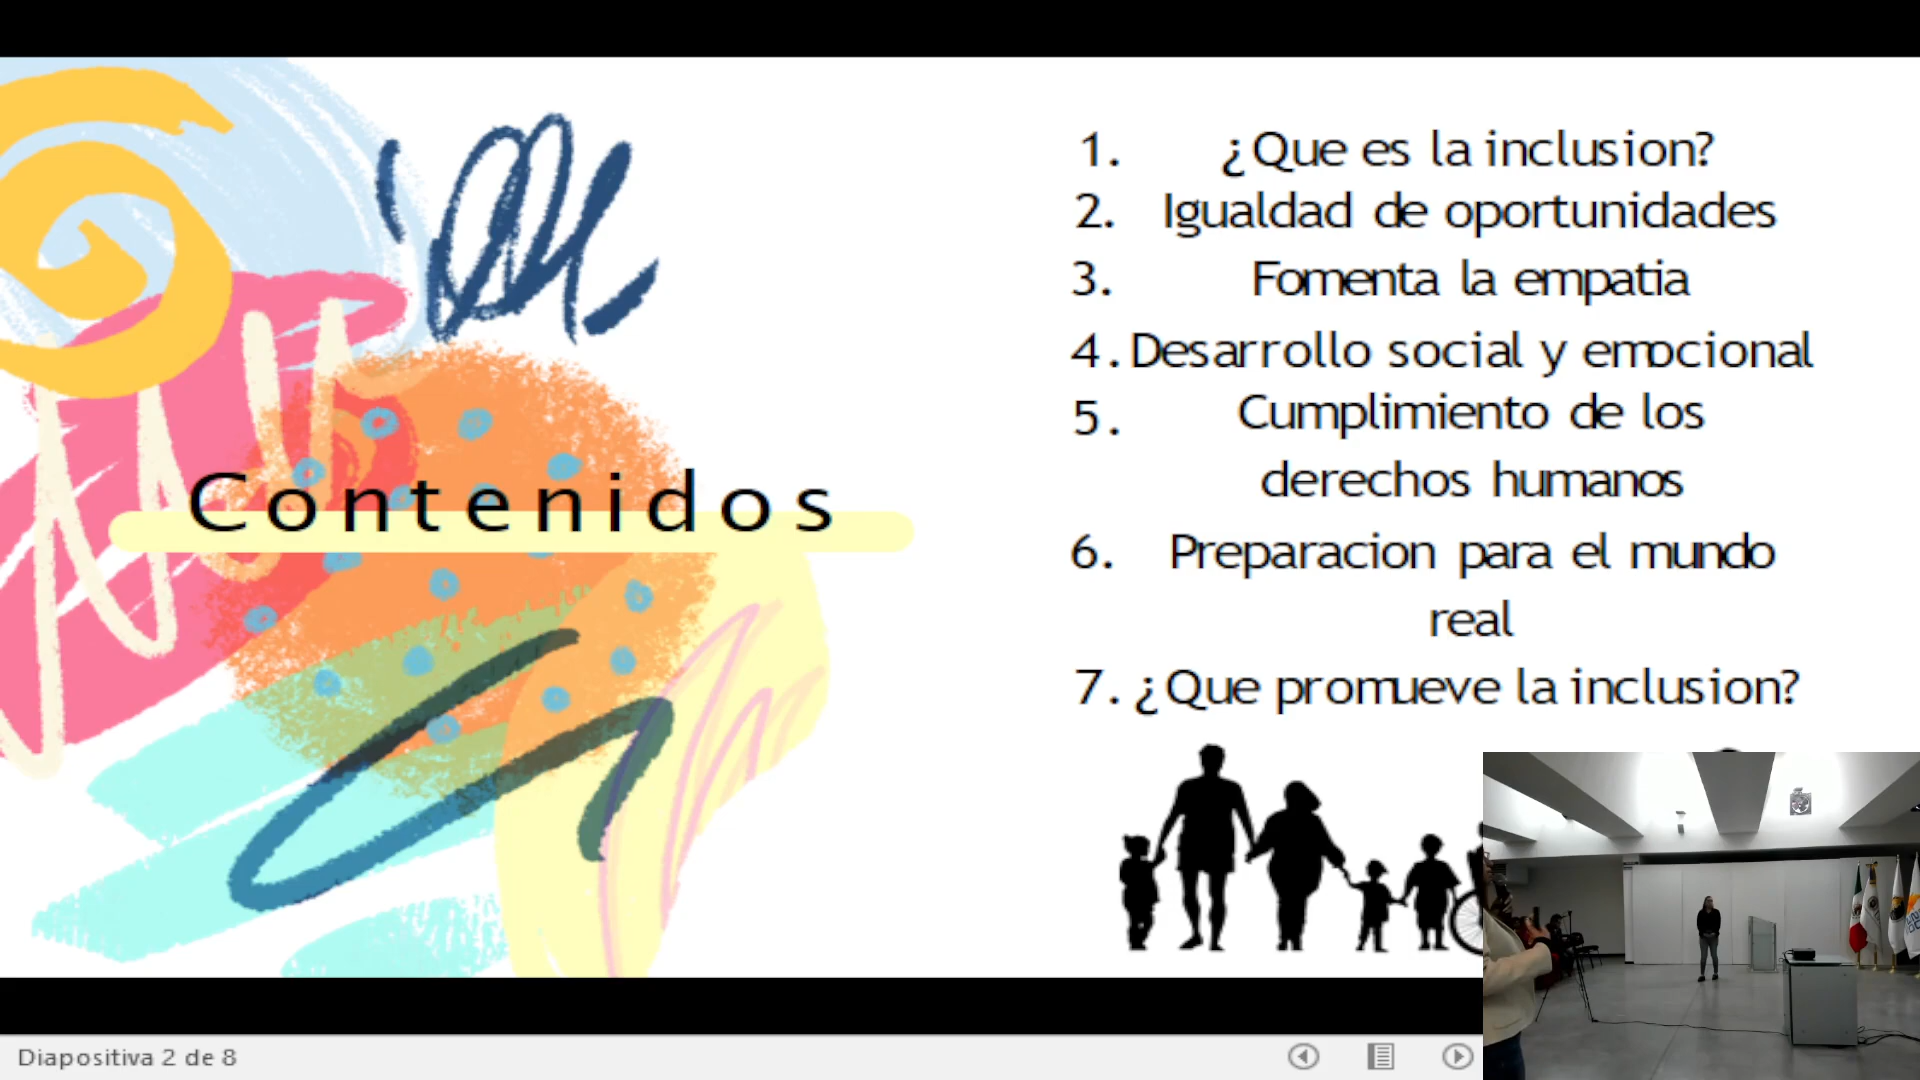 Contenidos
1. ¿Que es la inclusion?
2. Igualdad de oportunidades
3. Fomenta la empatia
4. Desarrollo social y emocional
5. Cumplimiento de los
derechos humanos
6. Preparacion para el mundo
real
7. ¿Que promueve la inclusion?
Diapositiva 2 de 8